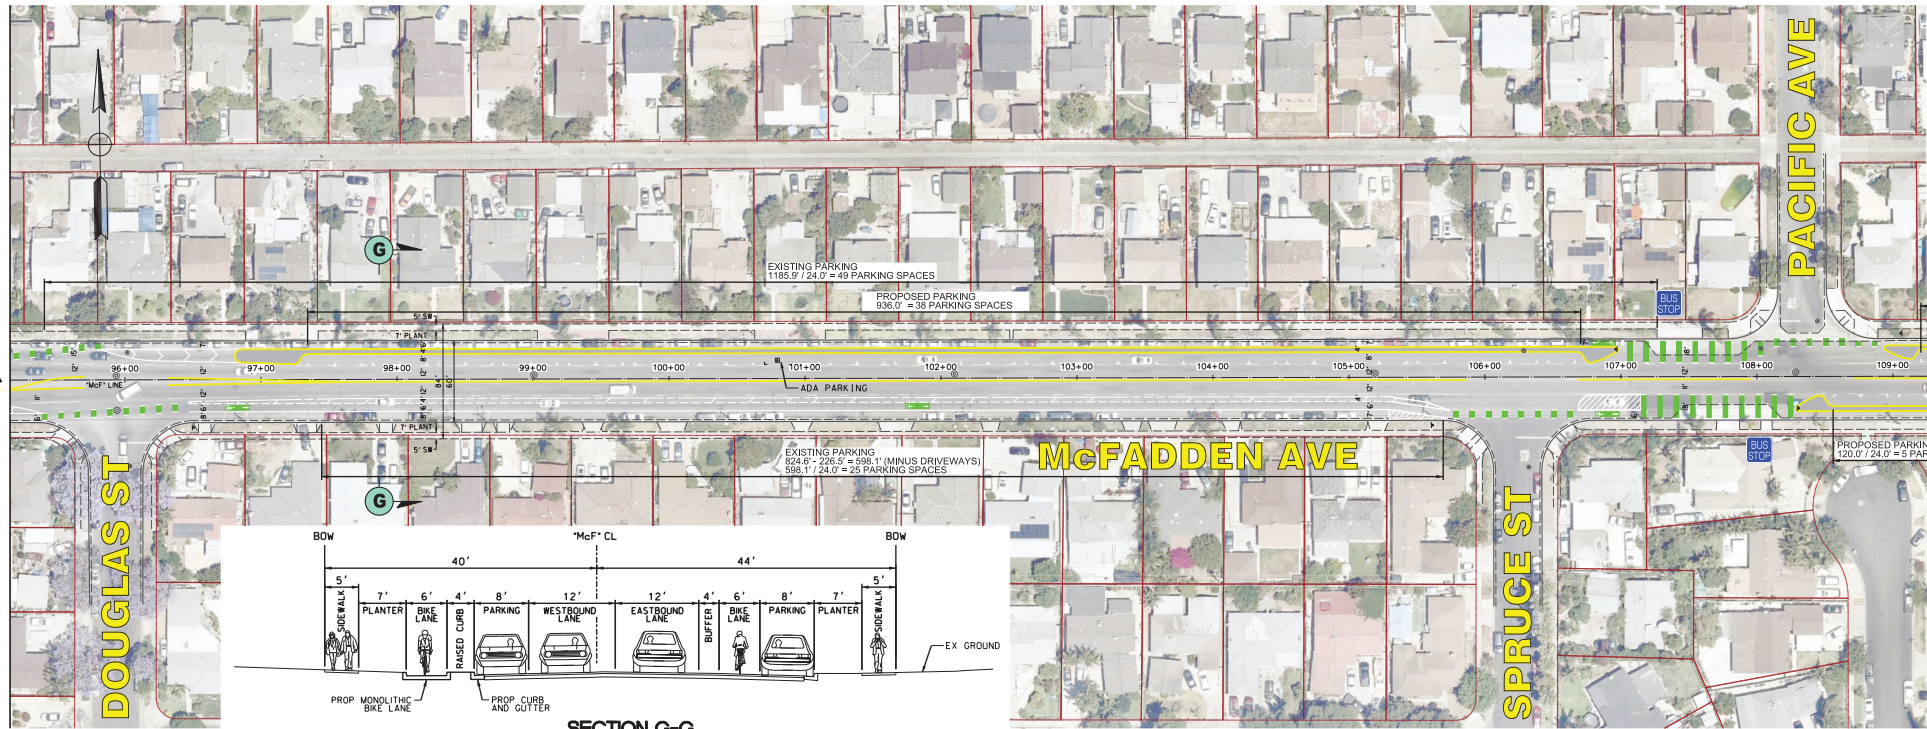 PACIFIC AVE
G
EXISTING PARKING
1185.9' / 24.0' = 49 PARKING SPACES
PROPOSED PARKING
936.0' = 38 PARKING SPACES
BUS
STOP
5' SW
7' PLANT
96+00
97+00
98+00
99+00
100+00
101+00
102+00
103+00
104+00
105+00
106+00
107+00
108+00
109+00
"McF" LINE
84'
60'
ADA PARKING
7' PLANT
5' SW
EXISTING PARKING
824.6' - 226.5' = 598.1' (MINUS DRIVEWAYS)
598.1' / 24.0' = 25 PARKING SPACES
McFADDEN AVE
BUS
STOP
PROPOSED PARKIN
120.0' / 24.0' = 5 PAR
G
DOUGLAS ST
SPRUCE ST
BOW
"McF" CL
BOW
40'
44'
5'
7'
6'
4'
8'
12'
12'
4'
6'
8'
7'
5'
SIDEWALK
PLANTER
BIKE
LANE
RAISED CURB
PARKING
WESTBOUND
LANE
EASTBOUND
LANE
BUFFER
BIKE
LANE
PARKING
PLANTER
SIDEWALK
EX GROUND
PROP MONOLITHIC
BIKE LANE
PROP CURB
AND GUTTER
SECTION G-G